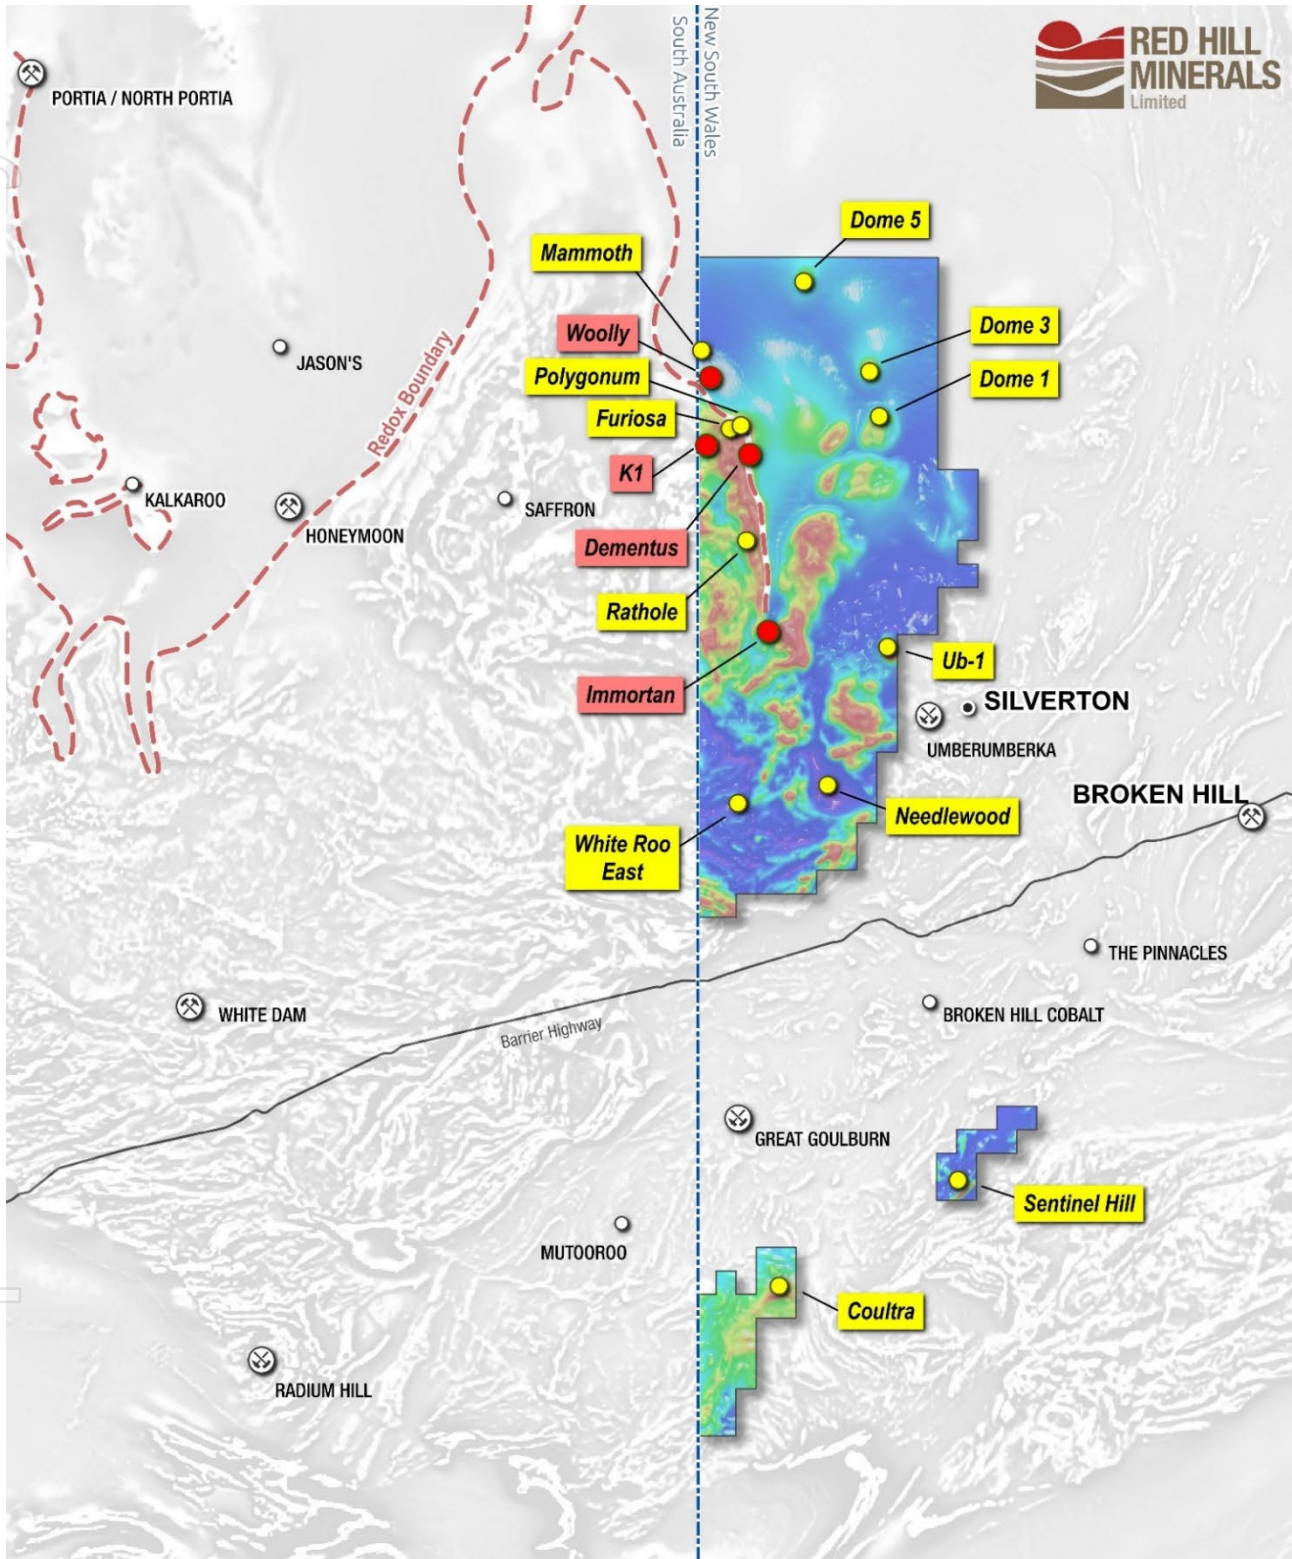 RED HILL
MINERALS
Limited
South Australia
New South Wales
PORTIA / NORTH PORTIA
Dome 5
Mammoth
Woolly
Dome 3
JASON'S
Redox Boundary
Polygonum
Dome 1
Furiosa
K1
KALKAROO
SAFFRON
HONEYMOON
Dementus
Rathole
Ub-1
Immortan
SILVERTON
UMBERUMBERKA
BROKEN HILL
Needlewood
White Roo
East
THE PINNACLES
WHITE DAM
BROKEN HILL COBALT
Barrier Highway
GREAT GOULBURN
Sentinel Hill
MUTOOROO
Coultra
RADIUM HILL